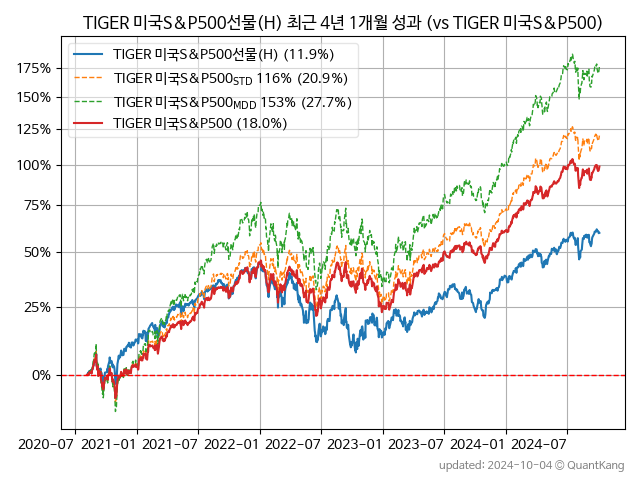 TIGER 미국S&P500선물(H) 최근 4년 1개월 성과 (vs TIGER 미국S&P500)
TIGER 미국S&P500선물(H) (11.9%)
TIGER 미국S&P500STD 116% (20.9%)
TIGER 미국S&P500MDD 153% (27.7%)
TIGER 미국S&P500 (18.0%)
175%
150%
125%
100%
75%
50%
25%
0%
2020-07 2021-01 2021-07 2022-01 2022-07 2023-01 2023-07 2024-01 2024-07
updated: 2024-10-04 © QuantKang